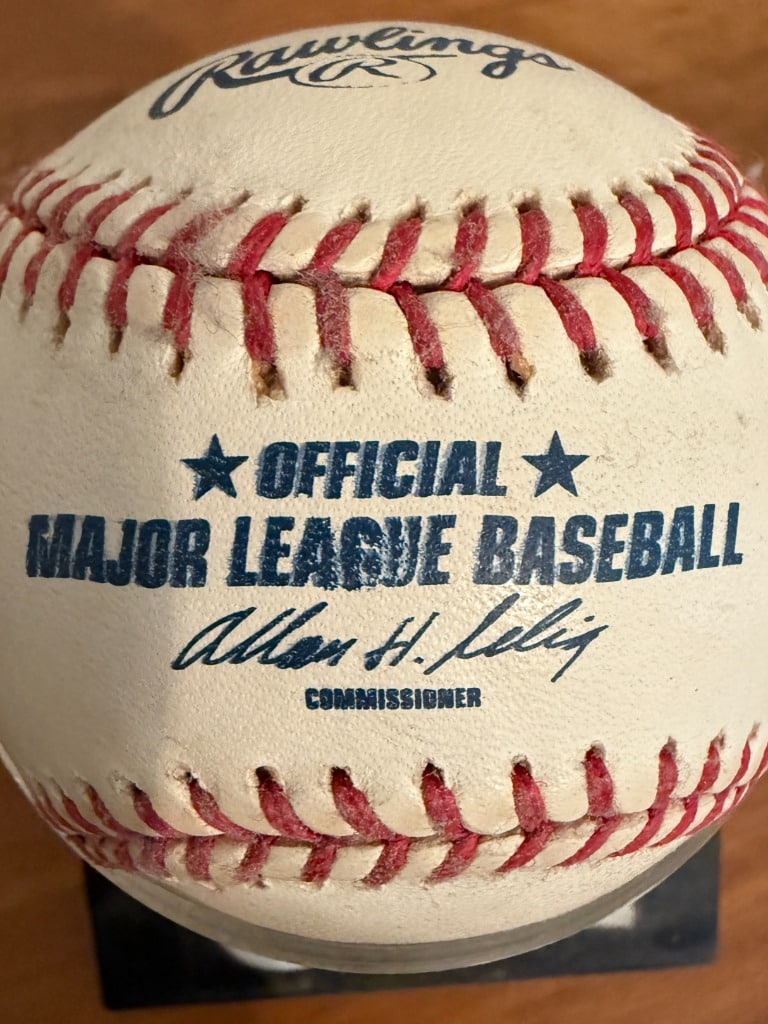 Rawlings
R
★ OFFICIAL ★
MAJOR LEAGUE BASEBALL
Allan H. Selig
COMMISSIONER